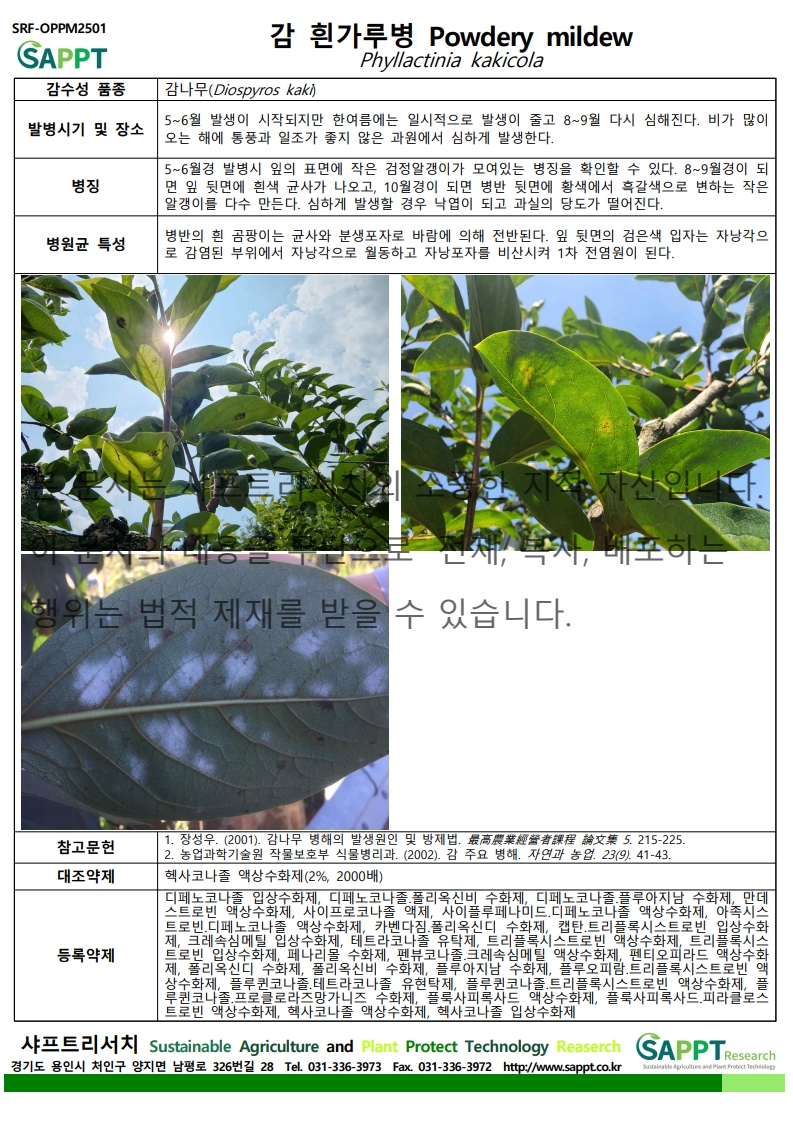 SRF-OPPM2501
SAPPT
감 흰가루병 Powdery mildew
Phyllactinia kakicola
감수성 품종
감나무(Diospyros kaki)
발병시기 및 장소
5~6월 발생이 시작되지만 한여름에는 일시적으로 발생이 줄고 8~9월 다시 심해진다. 비가 많이
오는 해에 통풍과 일조가 좋지 않은 과원에서 심하게 발생한다.
병징
5~6월경 발병시 잎의 표면에 작은 검정알갱이가 모여있는 병징을 확인할 수 있다. 8~9월경이 되
면 잎 뒷면에 흰색 균사가 나오고, 10월경이 되면 병반 뒷면에 황색에서 흑갈색으로 변하는 작은
알갱이를 다수 만든다. 심하게 발생할 경우 낙엽이 되고 과실의 당도가 떨어진다.
병원균 특성
병반의 흰 곰팡이는 균사와 분생포자로 바람에 의해 전반된다. 잎 뒷면의 검은색 입자는 자낭각으
로 감염된 부위에서 자낭각으로 월동하고 자낭포자를 비산시켜 1차 전염원이 된다.
본 문서는 샤프트리서치의 소중한 지적 자산입니다.
이 문서의 내용을 무단으로 전재, 복사, 배포하는
행위는 법적 제재를 받을 수 있습니다.
참고문헌
1. 장성우. (2001). 감나무 병해의 발생원인 및 방제법. 最高農業經營者課程 論文集 5. 215-225.
2. 농업과학기술원 작물보호부 식물병리과. (2002). 감 주요 병해. 자연과 농업. 23(9). 41-43.
대조약제
헥사코나졸 액상수화제(2%, 2000배)
등록약제
디페노코나졸 입상수화제, 디페노코나졸.폴리옥신비 수화제, 디페노코나졸.플루아지남 수화제, 만데
스트로빈 액상수화제, 사이프로코나졸 액제, 사이플루페나미드.디페노코나졸 액상수화제, 아족시스
트로빈.디페노코나졸 액상수화제, 카벤다짐.폴리옥신디 수화제, 캡탄.트리플록시스트로빈 입상수화
제, 크레속심메틸 입상수화제, 테트라코나졸 유탁제, 트리플록시스트로빈 액상수화제, 트리플록시스
트로빈 입상수화제, 페나리몰 수화제, 펜뷰코나졸.크레속심메틸 액상수화제, 펜티오피라드 액상수화
제, 폴리옥신디 수화제, 폴리옥신비 수화제, 플루아지남 수화제, 플루오피람.트리플록시스트로빈 액
상수화제, 플루퀸코나졸.테트라코나졸 유현탁제, 플루퀸코나졸.트리플록시스트로빈 액상수화제, 플
루퀸코나졸.프로클로라즈망가니즈 수화제, 플룩사피록사드 액상수화제, 플룩사피록사드.피라클로스
트로빈 액상수화제, 헥사코나졸 액상수화제, 헥사코나졸 입상수화제
샤프트리서치 Sustainable Agriculture and Plant Protect Technology Reaserch
경기도 용인시 처인구 양지면 남평로 326번길 28 Tel. 031-336-3973 Fax. 031-336-3972 http://www.sappt.co.kr
SAPPT Research
Sustainable Agriculture and Plant Protect Technology